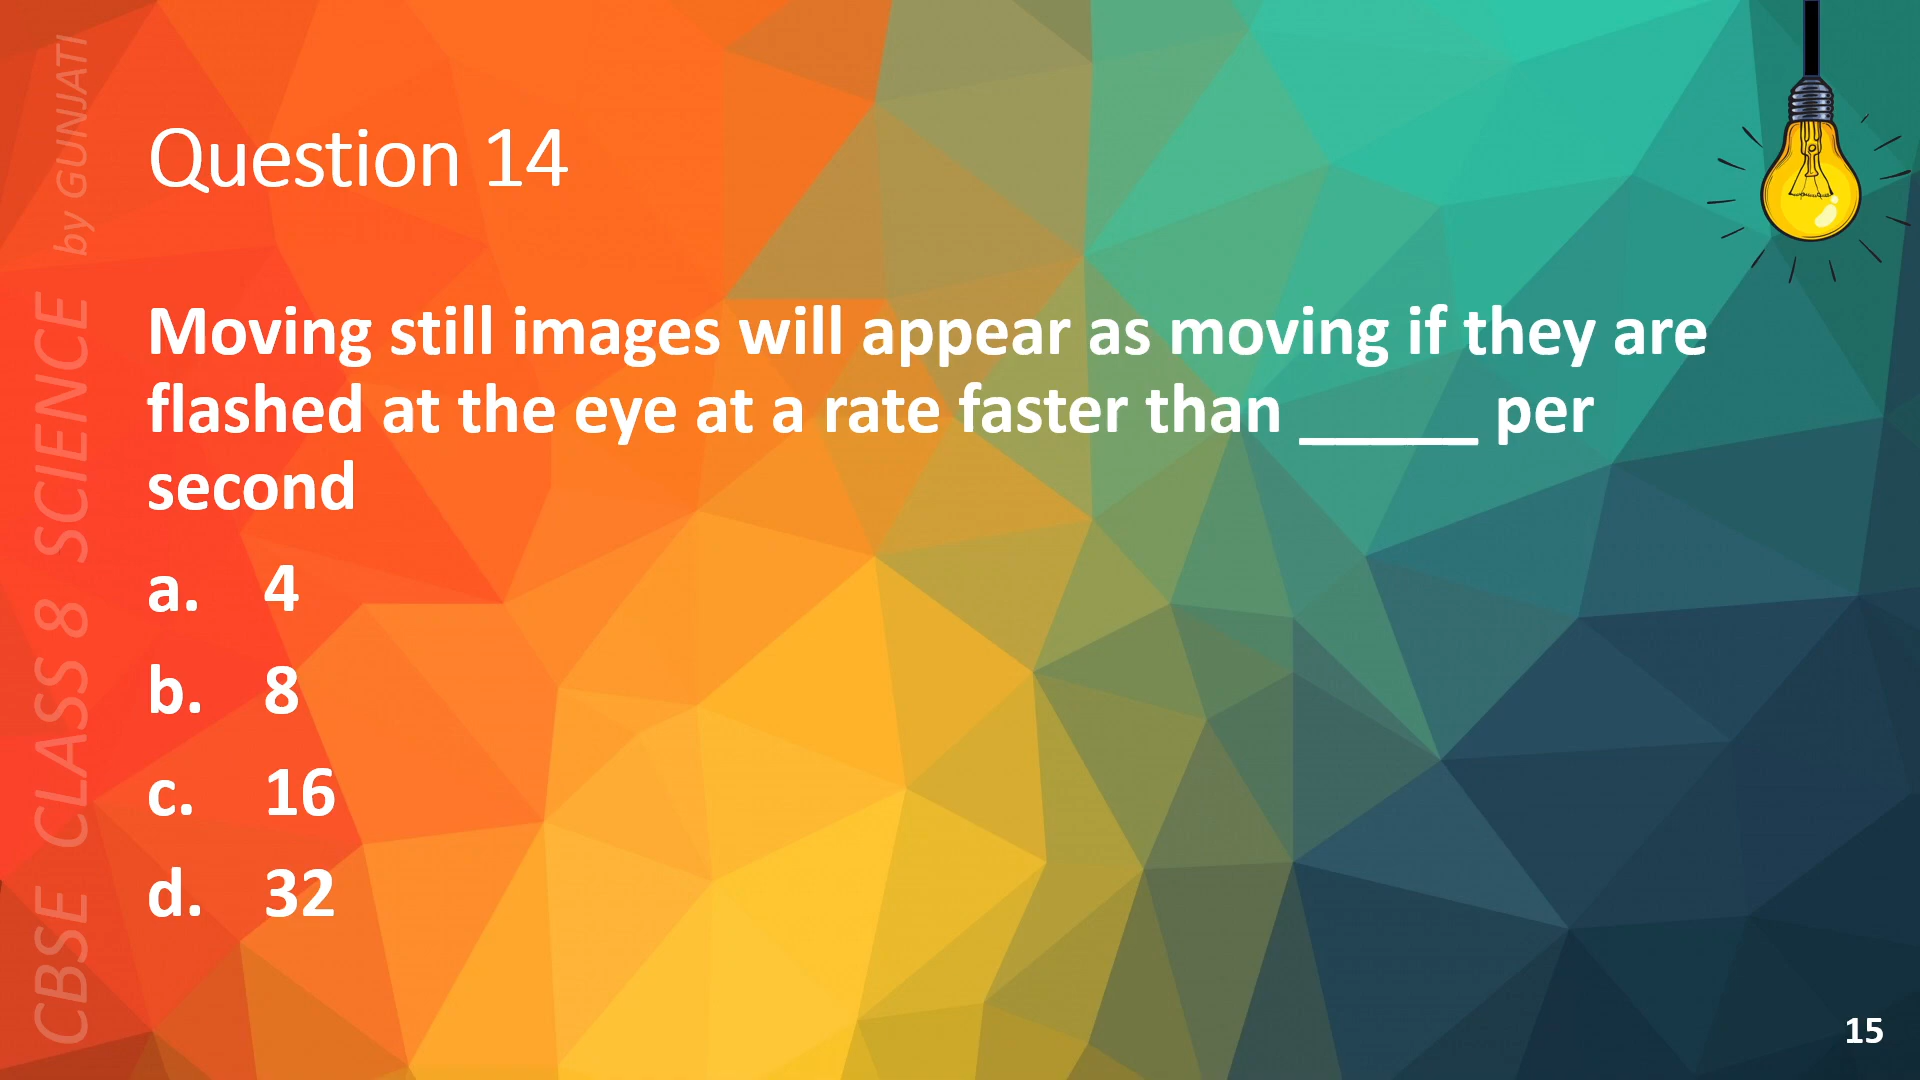 Question 14
Moving still images will appear as moving if they are
flashed at the eye at a rate faster than _____ per
second
a. 4
b. 8
c. 16
d. 32
CBSE CLASS 8 SCIENCE by GUNJATI
15